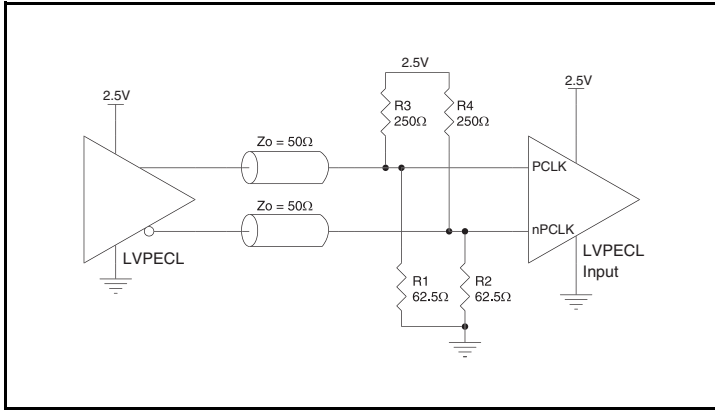 2.5V
2.5V
2.5V
R3
250Ω
R4
250Ω
Zo = 50Ω
PCLK
Zo = 50Ω
nPCLK
LVPECL
LVPECL
Input
R1
62.5Ω
R2
62.5Ω